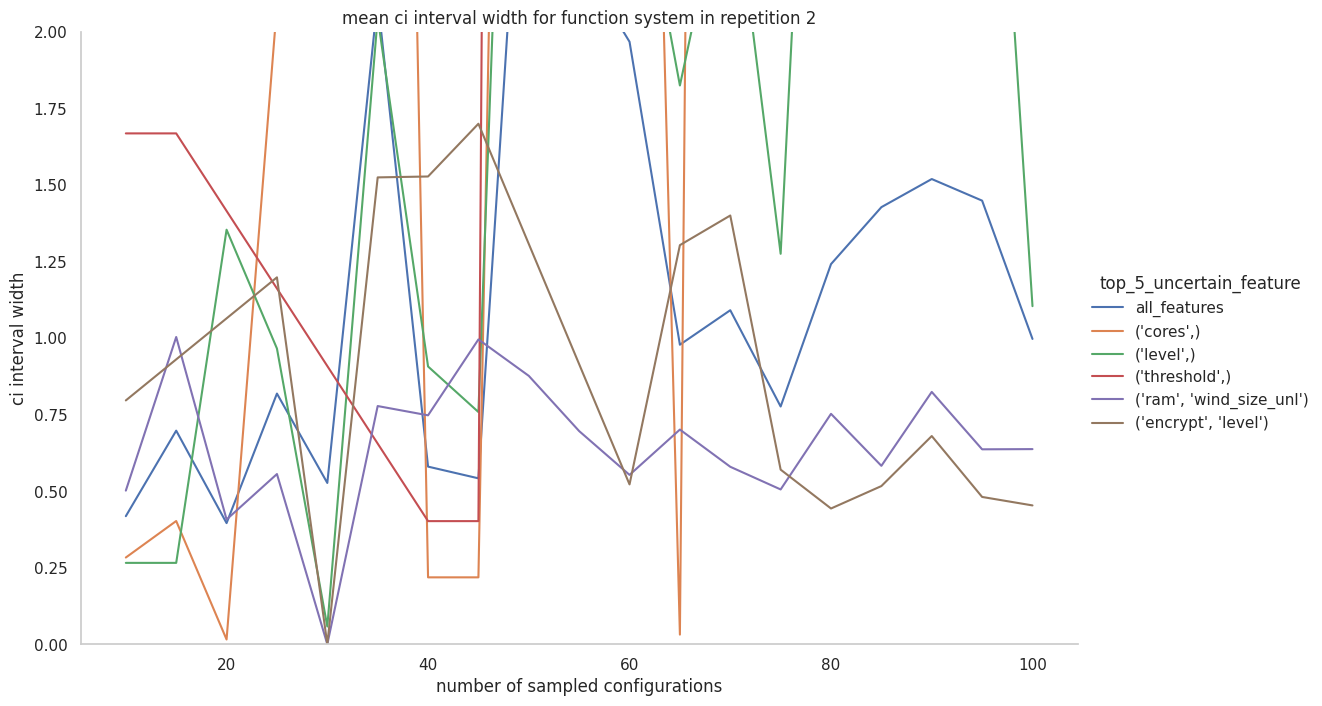 mean ci interval width for function system in repetition 2
2.00
1.75
1.50
1.25
1.00
0.75
0.50
0.25
0.00
ci interval width
20
40
60
80
100
number of sampled configurations
top_5_uncertain_feature
all_features
('cores',)
('level',)
('threshold',)
('ram', 'wind_size_unl')
('encrypt', 'level')